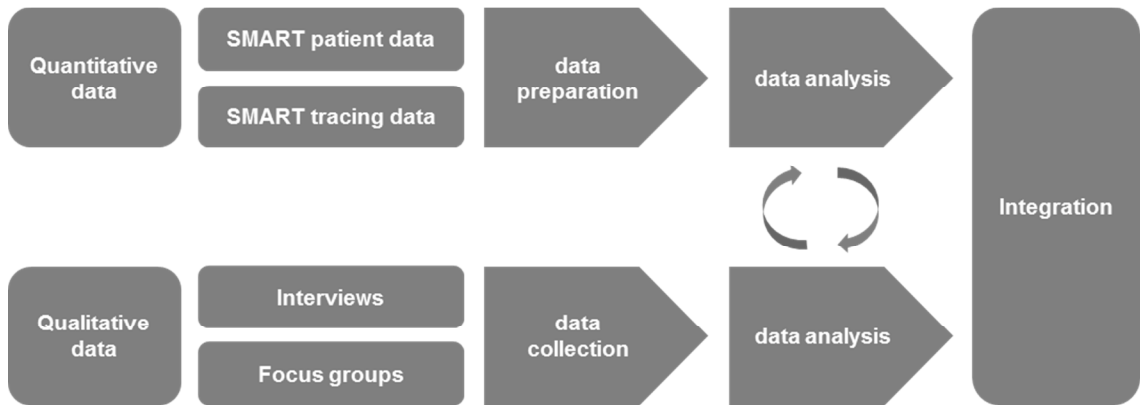 Quantitative
data
SMART patient data
SMART tracing data
data
preparation
data analysis
Integration
Qualitative
data
Interviews
Focus groups
data
collection
data analysis